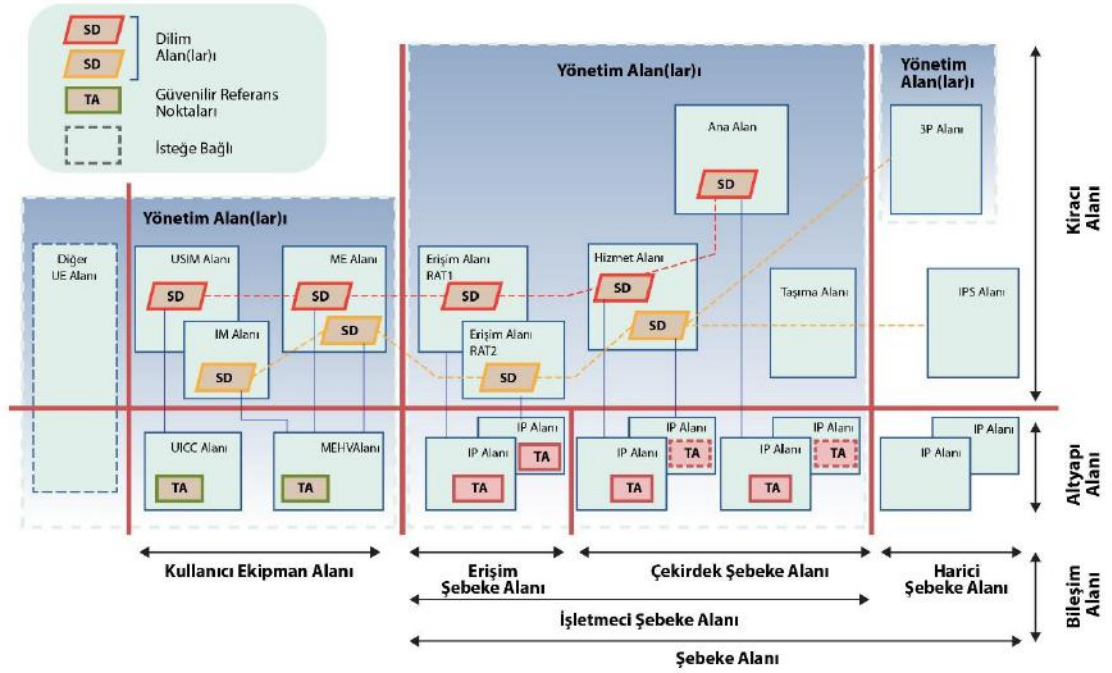 SD
SD
Dilim
Alan(lar)ı
TA
Güvenilir Referans
Noktaları
İsteğe Bağlı
Yönetim Alan(lar)ı
Yönetim
Alan(lar)ı
Ana Alan
SD
3P Alanı
Kiracı
Alanı
Yönetim Alan(lar)ı
Diğer
UE Alanı
USIM Alanı
SD
ME Alanı
SD
IM Alanı
SD
SD
Erişim Alanı
RAT1
SD
Erişim Alanı
RAT2
SD
Hizmet Alanı
SD
SD
Taşıma Alanı
IPS Alanı
UICC Alanı
TA
MEHVAlanı
TA
IP Alanı
TA
IP Alanı
TA
IP Alanı
TA
IP Alanı
TA
IP Alanı
TA
IP Alanı
TA
IP Alanı
IP Alanı
Altyapı
Alanı
Kullanıcı Ekipman Alanı
Erişim
Şebeke Alanı
Çekirdek Şebeke Alanı
Harici
Şebeke Alanı
İşletmeci Şebeke Alanı
Şebeke Alanı
Bileşim
Alanı